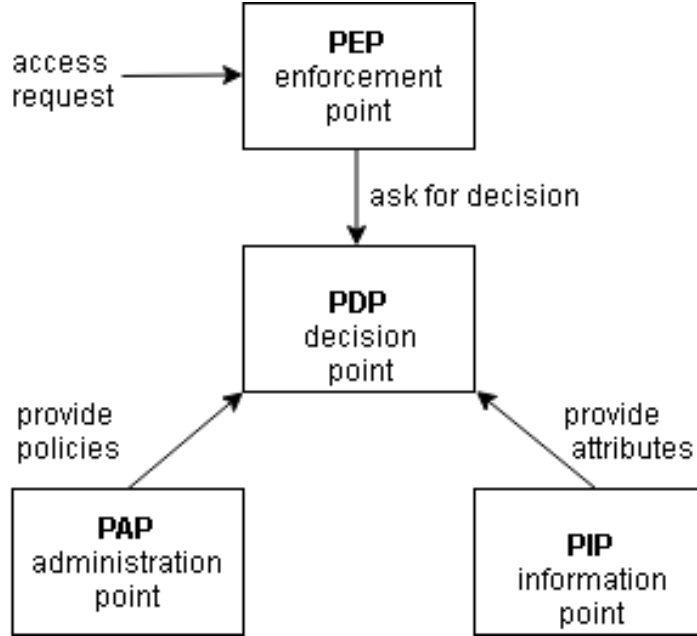 access
request
PEP
enforcement
point
ask for decision
PDP
decision
point
provide
policies
provide
attributes
PAP
administration
point
PIP
information
point